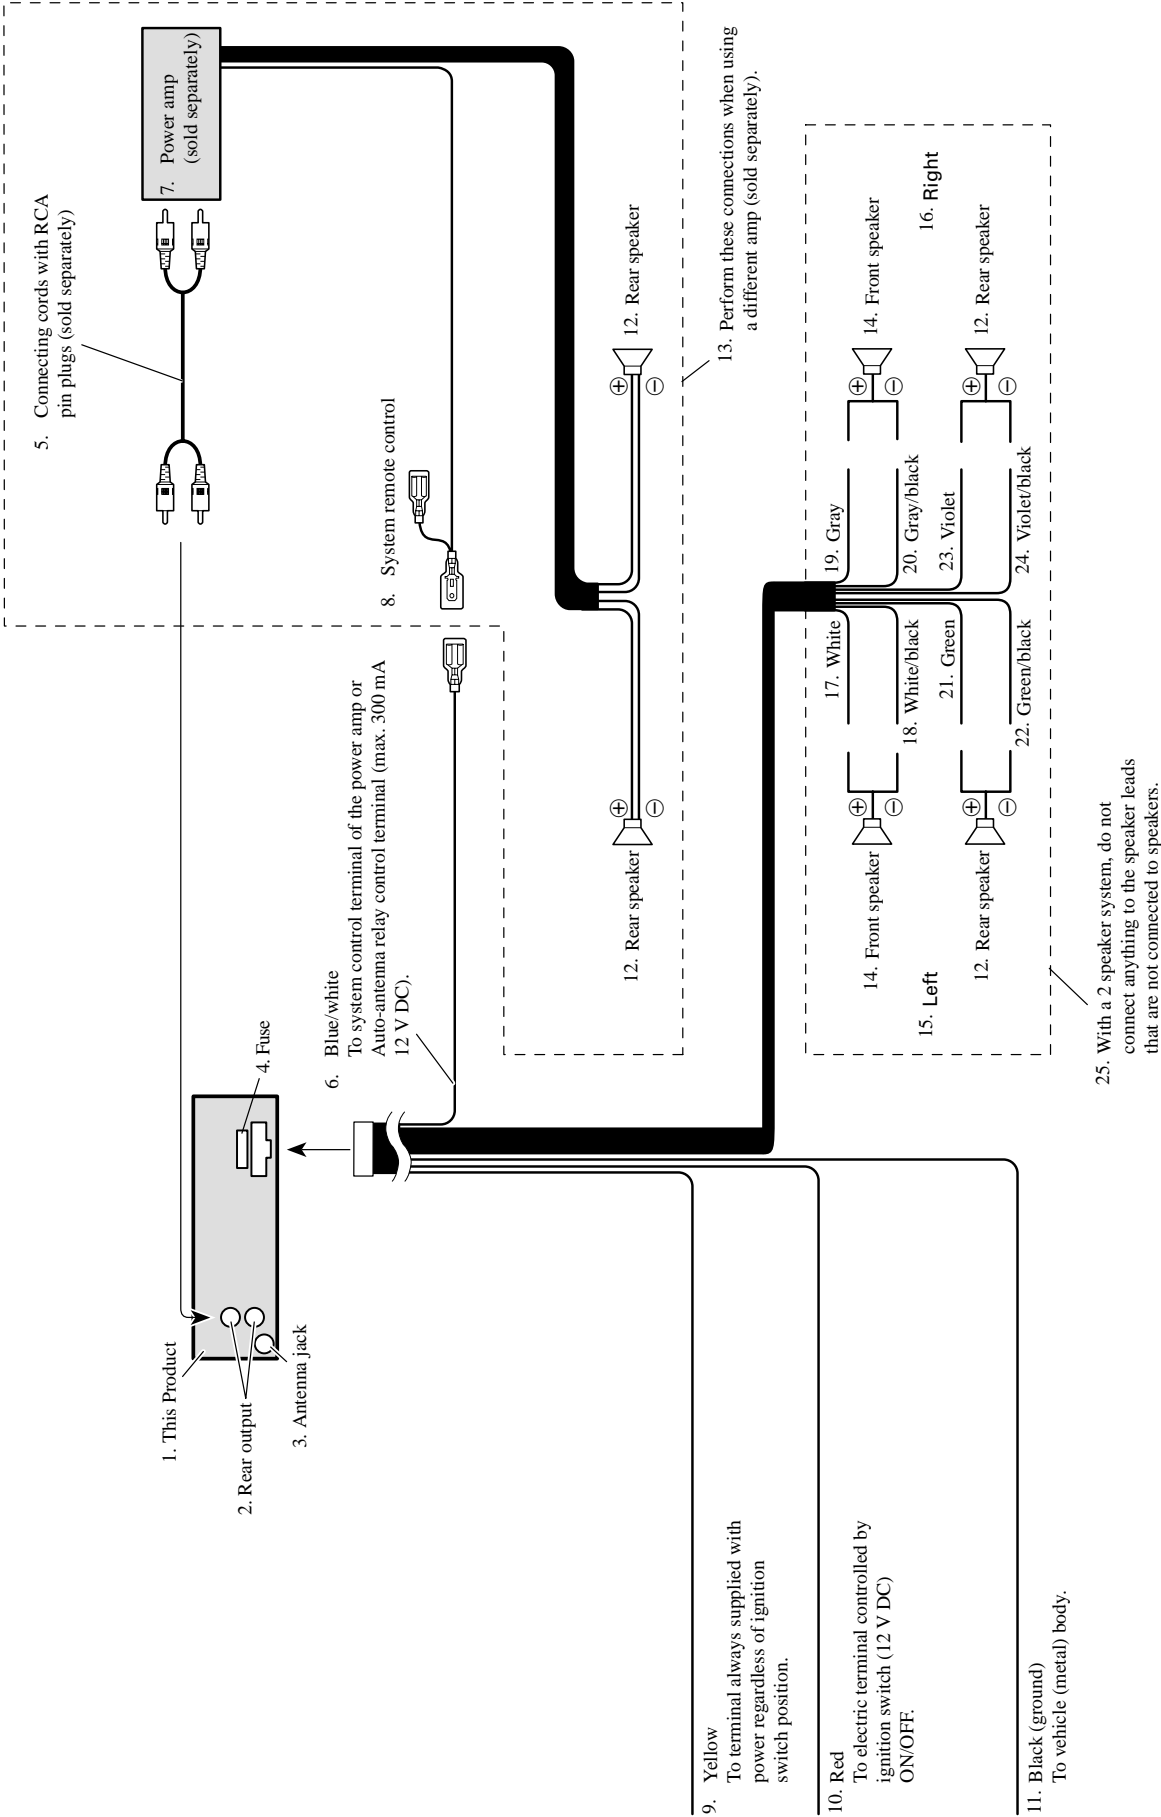 1. This Product
2. Rear output
3. Antenna jack
4. Fuse
5. Connecting cords with RCA
pin plugs (sold separately)
6. Blue/white
To system control terminal of the power amp or
Auto-antenna relay control terminal (max. 300 mA
12 V DC).
7. Power amp
(sold separately)
8. System remote control
9. Yellow
To terminal always supplied with
power regardless of ignition
switch position.
10. Red
To electric terminal controlled by
ignition switch (12 V DC)
ON/OFF.
11. Black (ground)
To vehicle (metal) body.
12. Rear speaker
+
−
12. Rear speaker
+
−
13. Perform these connections when using
a different amp (sold separately).
14. Front speaker
+
−
15. Left
12. Rear speaker
+
−
17. White
18. White/black
21. Green
22. Green/black
19. Gray
20. Gray/black
23. Violet
24. Violet/black
+
−
14. Front speaker
16. Right
+
−
12. Rear speaker
25. With a 2 speaker system, do not
connect anything to the speaker leads
that are not connected to speakers.